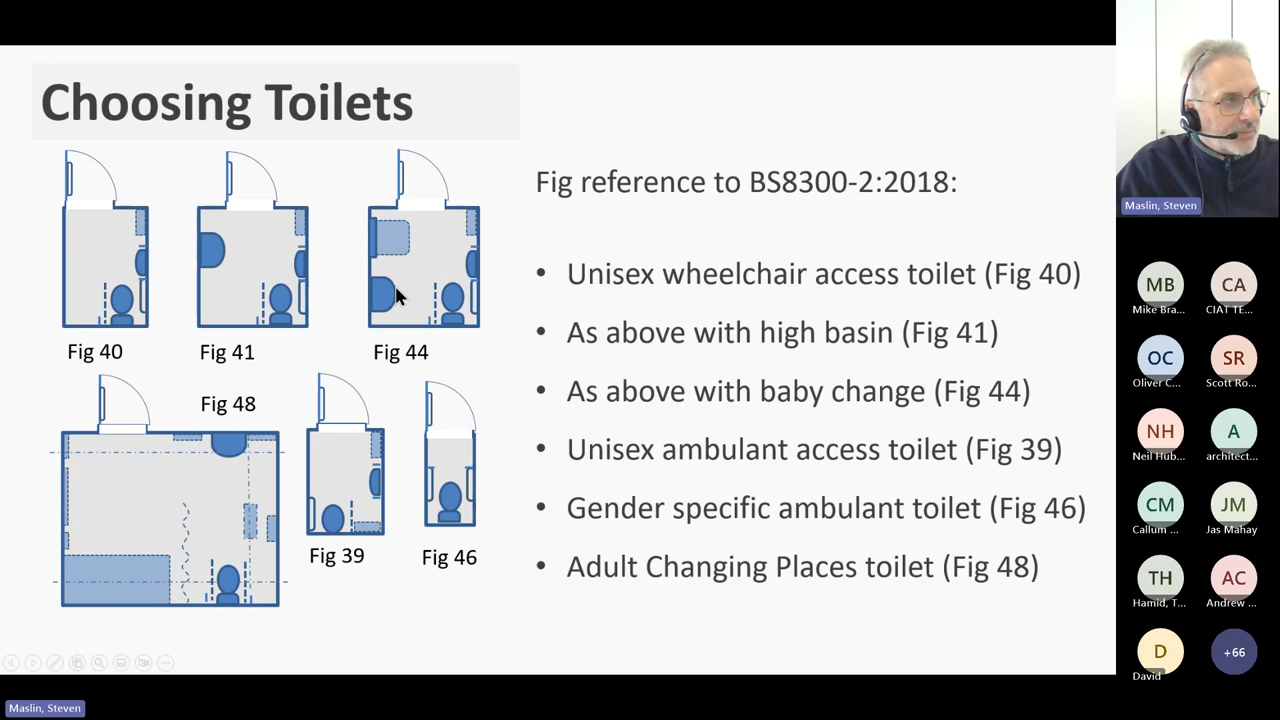 Choosing Toilets
Fig 40
Fig 41
Fig 44
Fig 48
Fig 39
Fig 46
Fig reference to BS8300-2:2018:
• Unisex wheelchair access toilet (Fig 40)
• As above with high basin (Fig 41)
• As above with baby change (Fig 44)
• Unisex ambulant access toilet (Fig 39)
• Gender specific ambulant toilet (Fig 46)
• Adult Changing Places toilet (Fig 48)
Maslin, Steven
MB
Mike Bra...
CA
CIAT TE...
OC
Oliver C...
SR
Scott Ro...
NH
Neil Hub...
A
architect...
CM
Callum ...
JM
Jas Mahay
TH
Hamid, T...
AC
Andrew ...
D
David
+66
Maslin, Steven